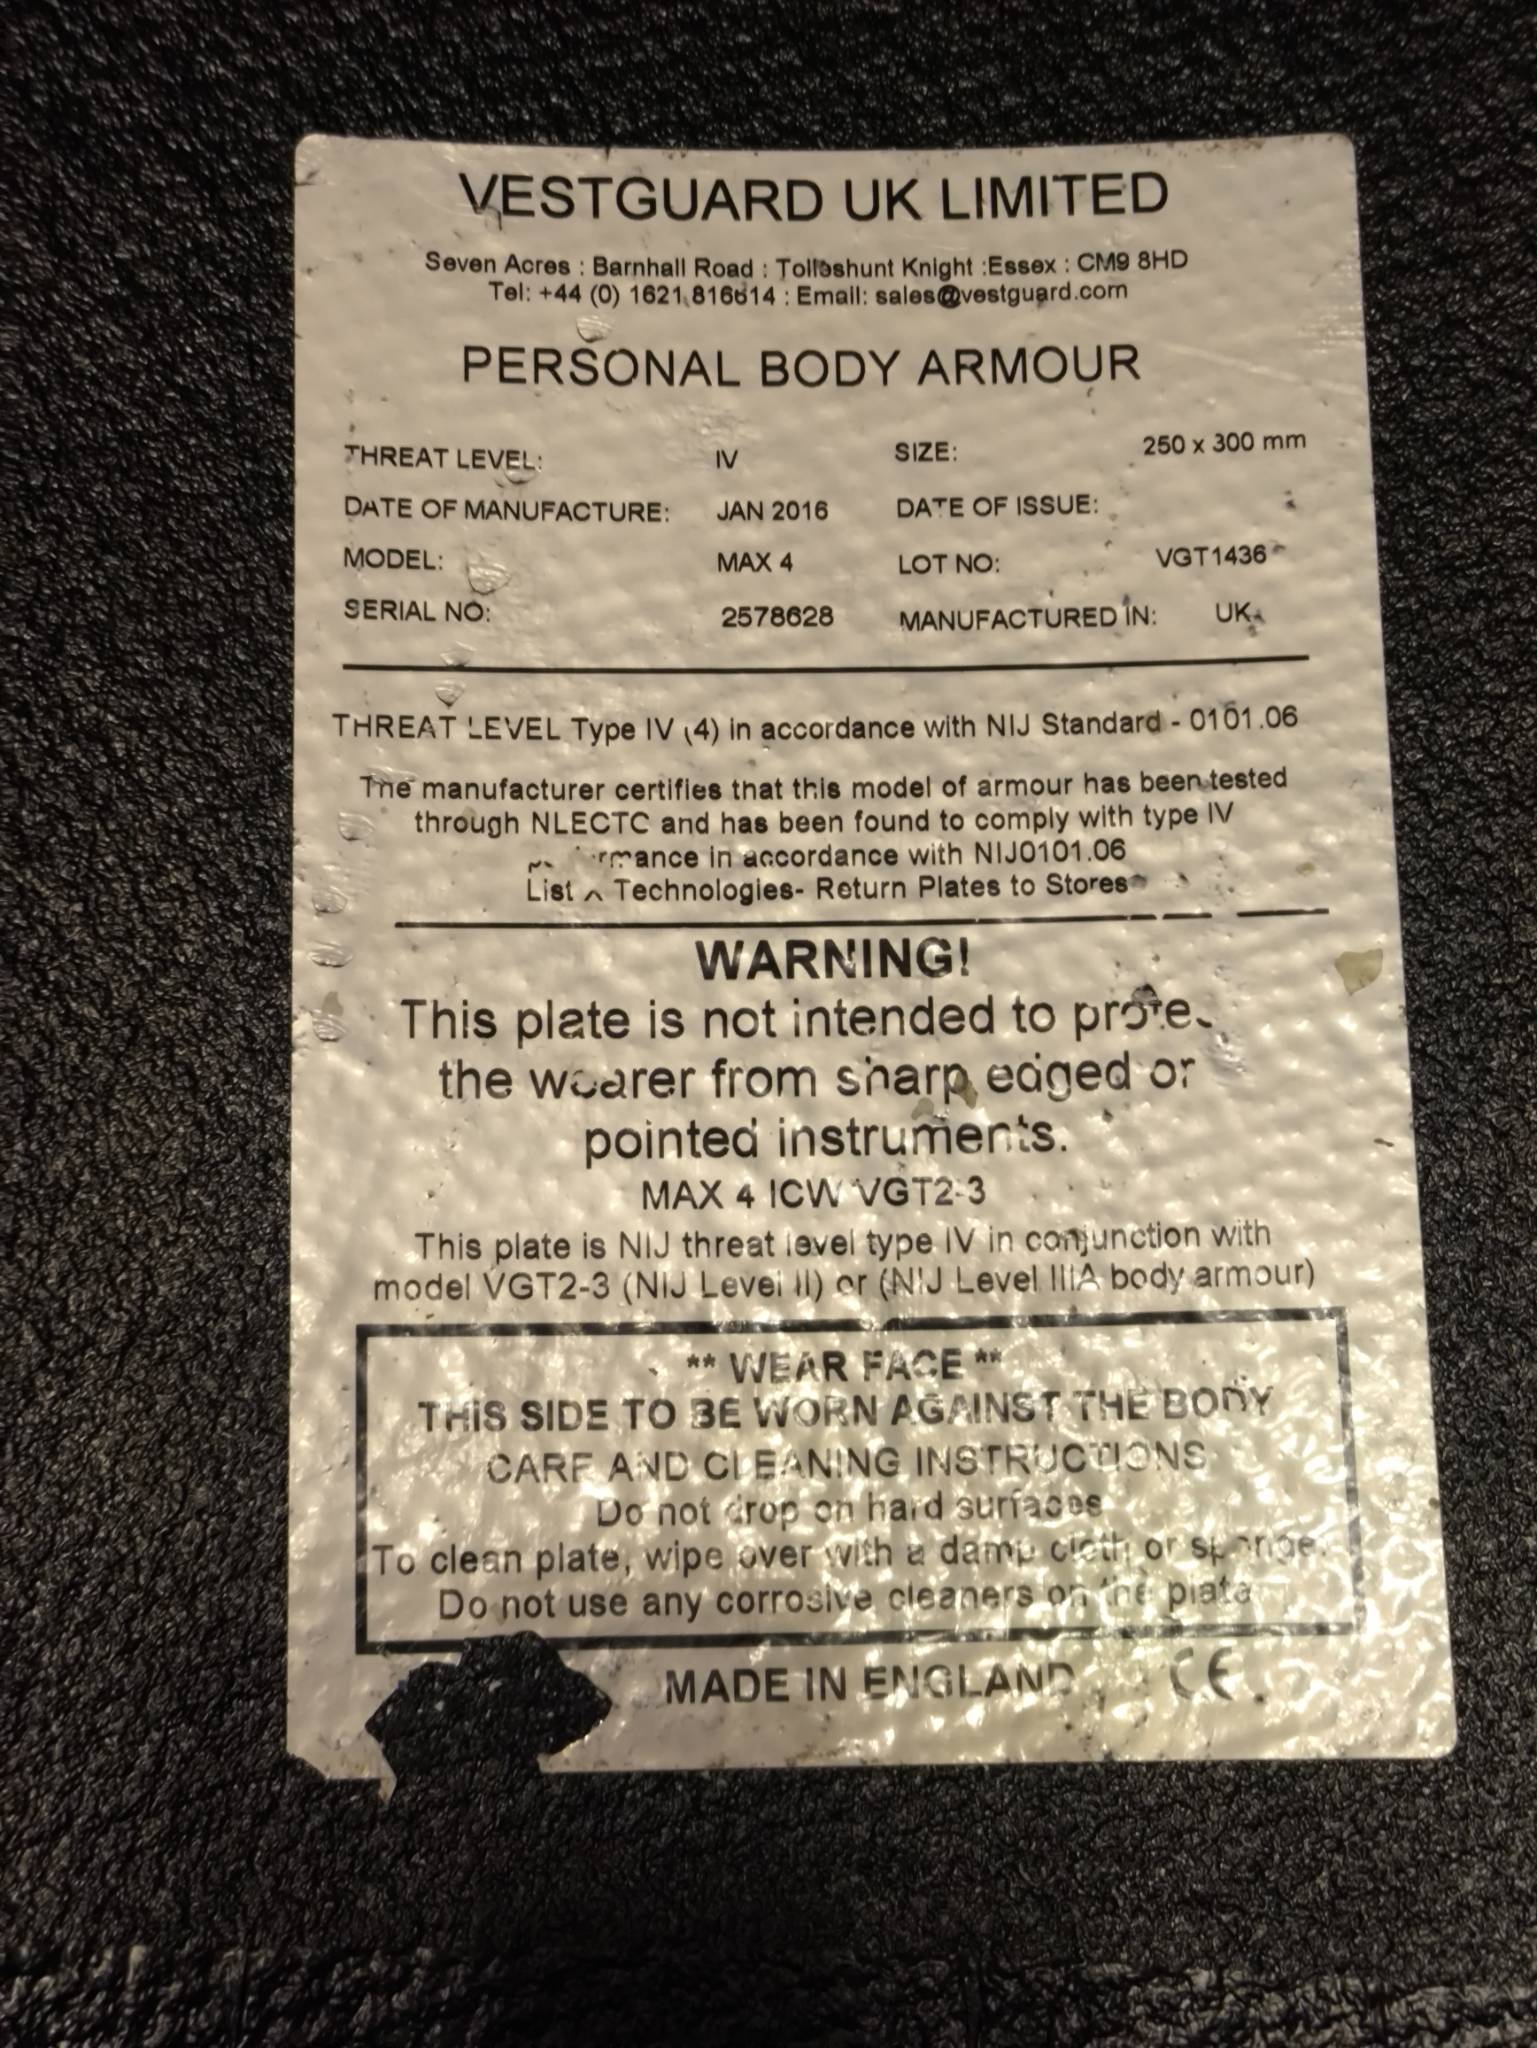 VESTGUARD UK LIMITED
Seven Acres : Barnhall Road : Tolleshunt Knight :Essex : CM9 8HD
Tel: +44 (0) 1621 816614 : Email: sales@vestguard.com
PERSONAL BODY ARMOUR
THREAT LEVEL: IV SIZE: 250 x 300 mm
DATE OF MANUFACTURE: JAN 2016 DATE OF ISSUE:
MODEL: MAX 4 LOT NO: VGT1436
SERIAL NO: 2578628 MANUFACTURED IN: UK
THREAT LEVEL Type IV (4) in accordance with NIJ Standard - 0101.06
The manufacturer certifies that this model of armour has been tested
through NLECTC and has been found to comply with type IV
performance in accordance with NIJ0101.06
List X Technologies- Return Plates to Stores
WARNING!
This plate is not intended to protect
the wearer from sharp edged or
pointed instruments.
MAX 4 ICW VGT2-3
This plate is NIJ threat level type IV in conjunction with
model VGT2-3 (NIJ Level II) or (NIJ Level IIIA body armour)
** WEAR FACE **
THIS SIDE TO BE WORN AGAINST THE BODY
CARE AND CLEANING INSTRUCTIONS
Do not drop on hard surfaces
To clean plate, wipe over with a damp cloth or sponge.
Do not use any corrosive cleaners on the plate
MADE IN ENGLAND CE